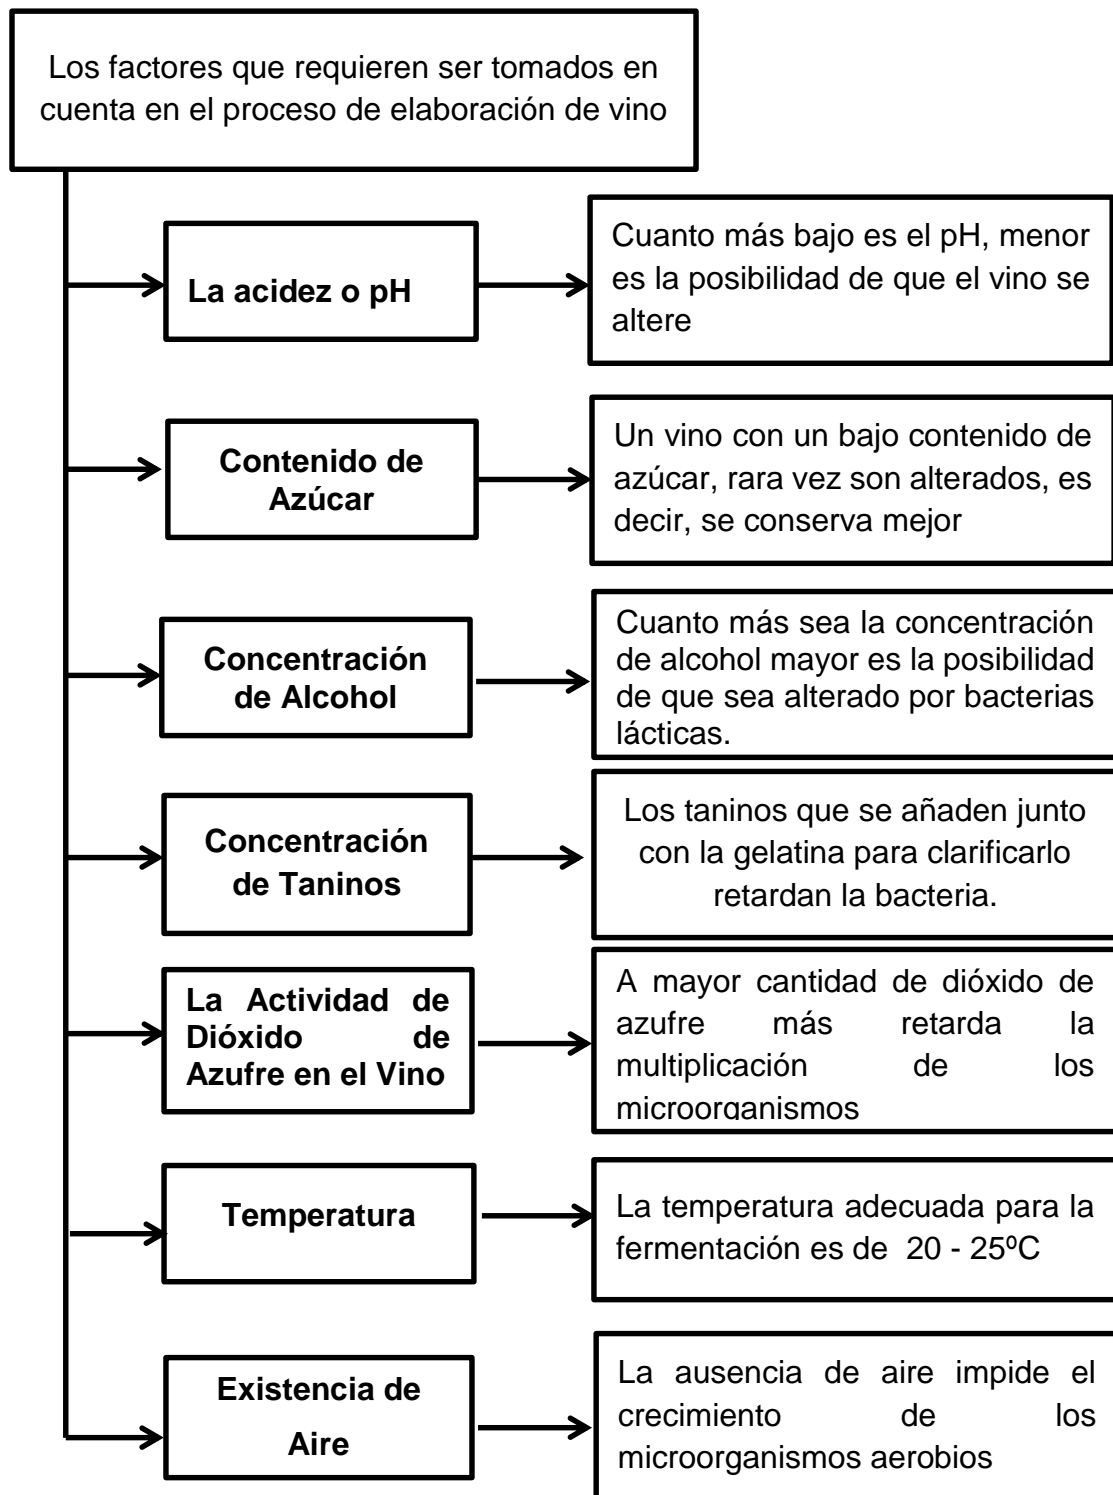 Los factores que requieren ser tomados en
cuenta en el proceso de elaboración de vino
La acidez o pH
Cuanto más bajo es el pH, menor
es la posibilidad de que el vino se
altere
Contenido de
Azúcar
Un vino con un bajo contenido de
azúcar, rara vez son alterados, es
decir, se conserva mejor
Concentración
de Alcohol
Cuanto más sea la concentración
de alcohol mayor es la posibilidad
de que sea alterado por bacterias
lácticas.
Concentración
de Taninos
Los taninos que se añaden junto
con la gelatina para clarificarlo
retardan la bacteria.
La Actividad de
Dióxido de
Azufre en el Vino
A mayor cantidad de dióxido de
azufre más retarda la
multiplicación de los
microorganismos
Temperatura
La temperatura adecuada para la
fermentación es de 20 - 25ºC
Existencia de
Aire
La ausencia de aire impide el
crecimiento de los
microorganismos aerobios